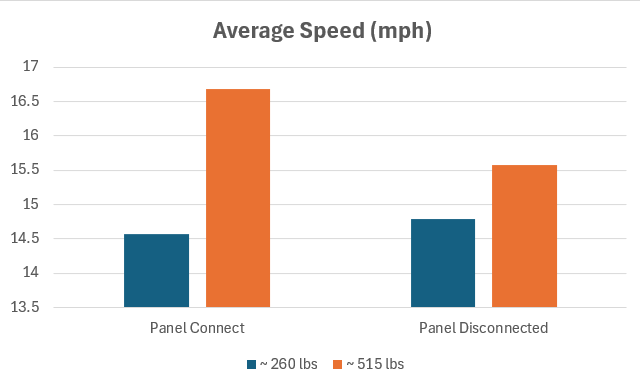 Average Speed (mph)
17
16.5
16
15.5
15
14.5
14
13.5
Panel Connect Panel Disconnected
~ 260 lbs ~ 515 lbs